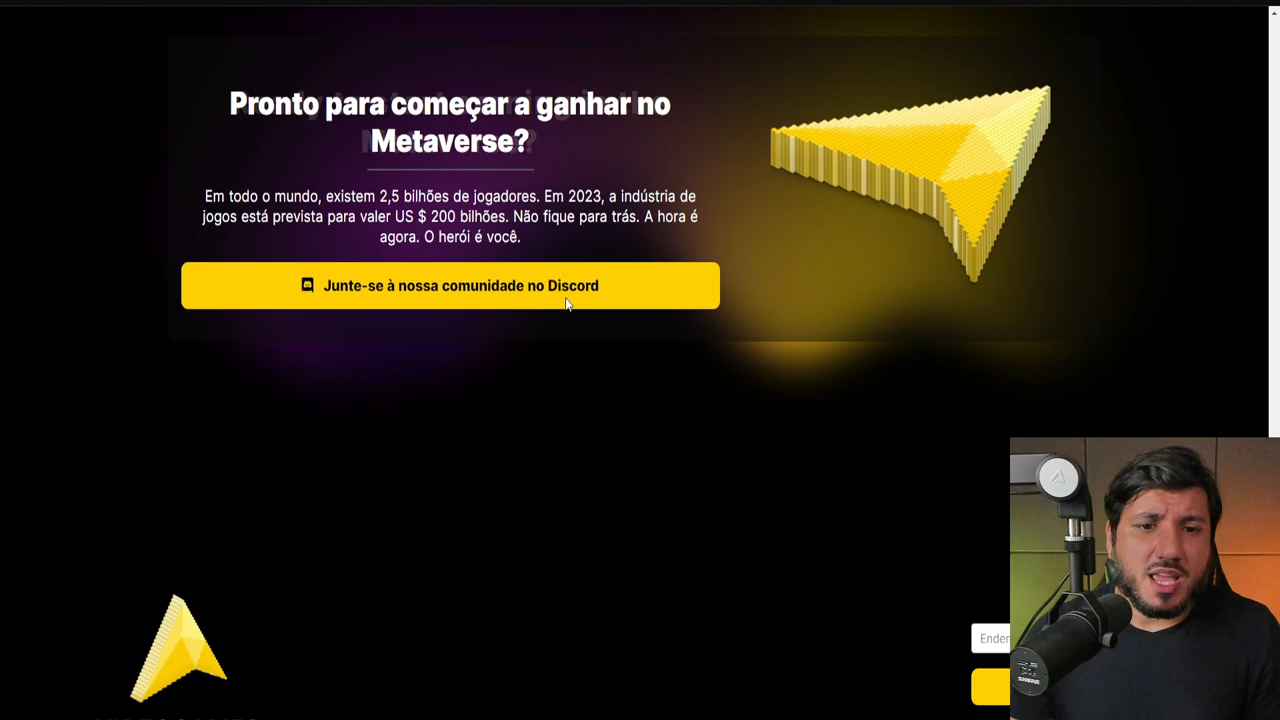 Pronto para começar a ganhar no
Metaverse?
Em todo o mundo, existem 2,5 bilhões de jogadores. Em 2023, a indústria de
jogos está prevista para valer US $ 200 bilhões. Não fique para trás. A hora é
agora. O herói é você.
Junte-se à nossa comunidade no Discord
SHURE